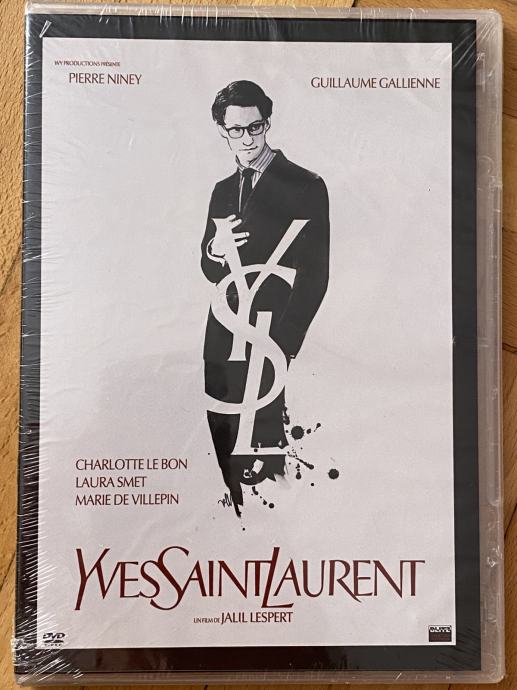 WY PRODUCTIONS PRÉSENTE
PIERRE NINEY
GUILLAUME GALLIENNE
YSL
CHARLOTTE LE BON
LAURA SMET
MARIE DE VILLEPIN
YVES SAINT LAURENT
UN FILM DE JALIL LESPERT
DVD
BLITZ